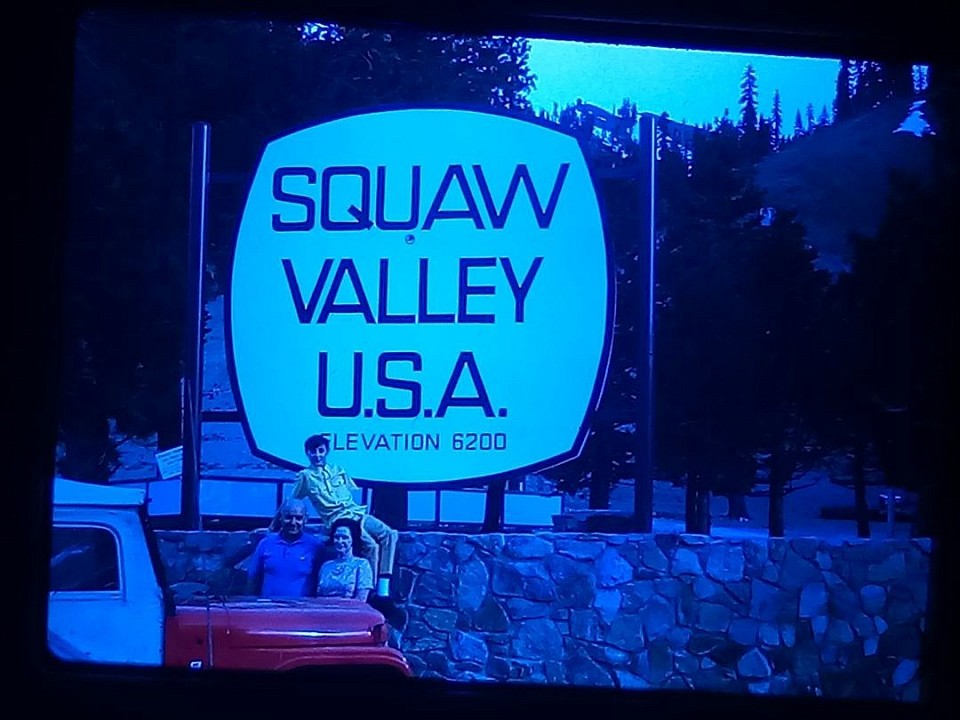 SQUAW
VALLEY
U.S.A.
ELEVATION 6200